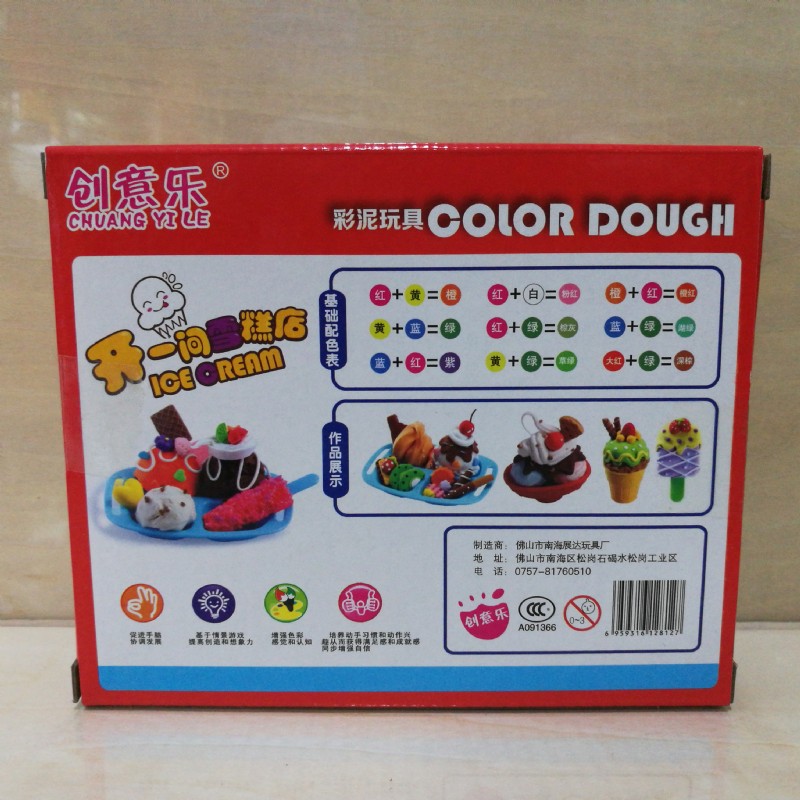 创意乐®
CHUANG YI LE
彩泥玩具 COLOR DOUGH
开一间雪糕店
ICE CREAM
基础配色表
红+黄=橙
红+白=粉红
橙+红=橙红
黄+蓝=绿
红+绿=棕灰
蓝+绿=湖绿
蓝+红=紫
黄+绿=草绿
大红+绿=深棕
作品展示
制造商：佛山市南海展达玩具厂
地 址：佛山市南海区松岗石碣水松岗工业区
电 话：0757-81760510
创意乐
CCC
A091366
0-3
6959316128127
促进手脑
协调发展
基于情景游戏
提高创造和想象力
增强色彩
感觉和认知
培养动手习惯和动作兴
趣从而获得满足感和成就感
同步增强自信